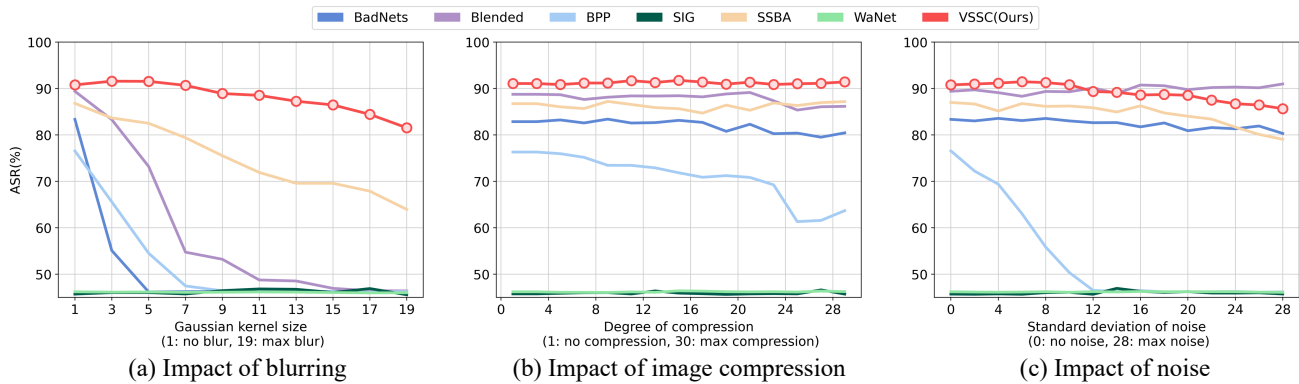 BadNets Blended BPP SIG SSBA WaNet VSSC(Ours)
ASR(%)
100
90
80
70
60
50
1 3 5 7 9 11 13 15 17 19
Gaussian kernel size
(1: no blur, 19: max blur)
(a) Impact of blurring
100
90
80
70
60
50
0 4 8 12 16 20 24 28
Degree of compression
(1: no compression, 30: max compression)
(b) Impact of image compression
100
90
80
70
60
50
0 4 8 12 16 20 24 28
Standard deviation of noise
(0: no noise, 28: max noise)
(c) Impact of noise